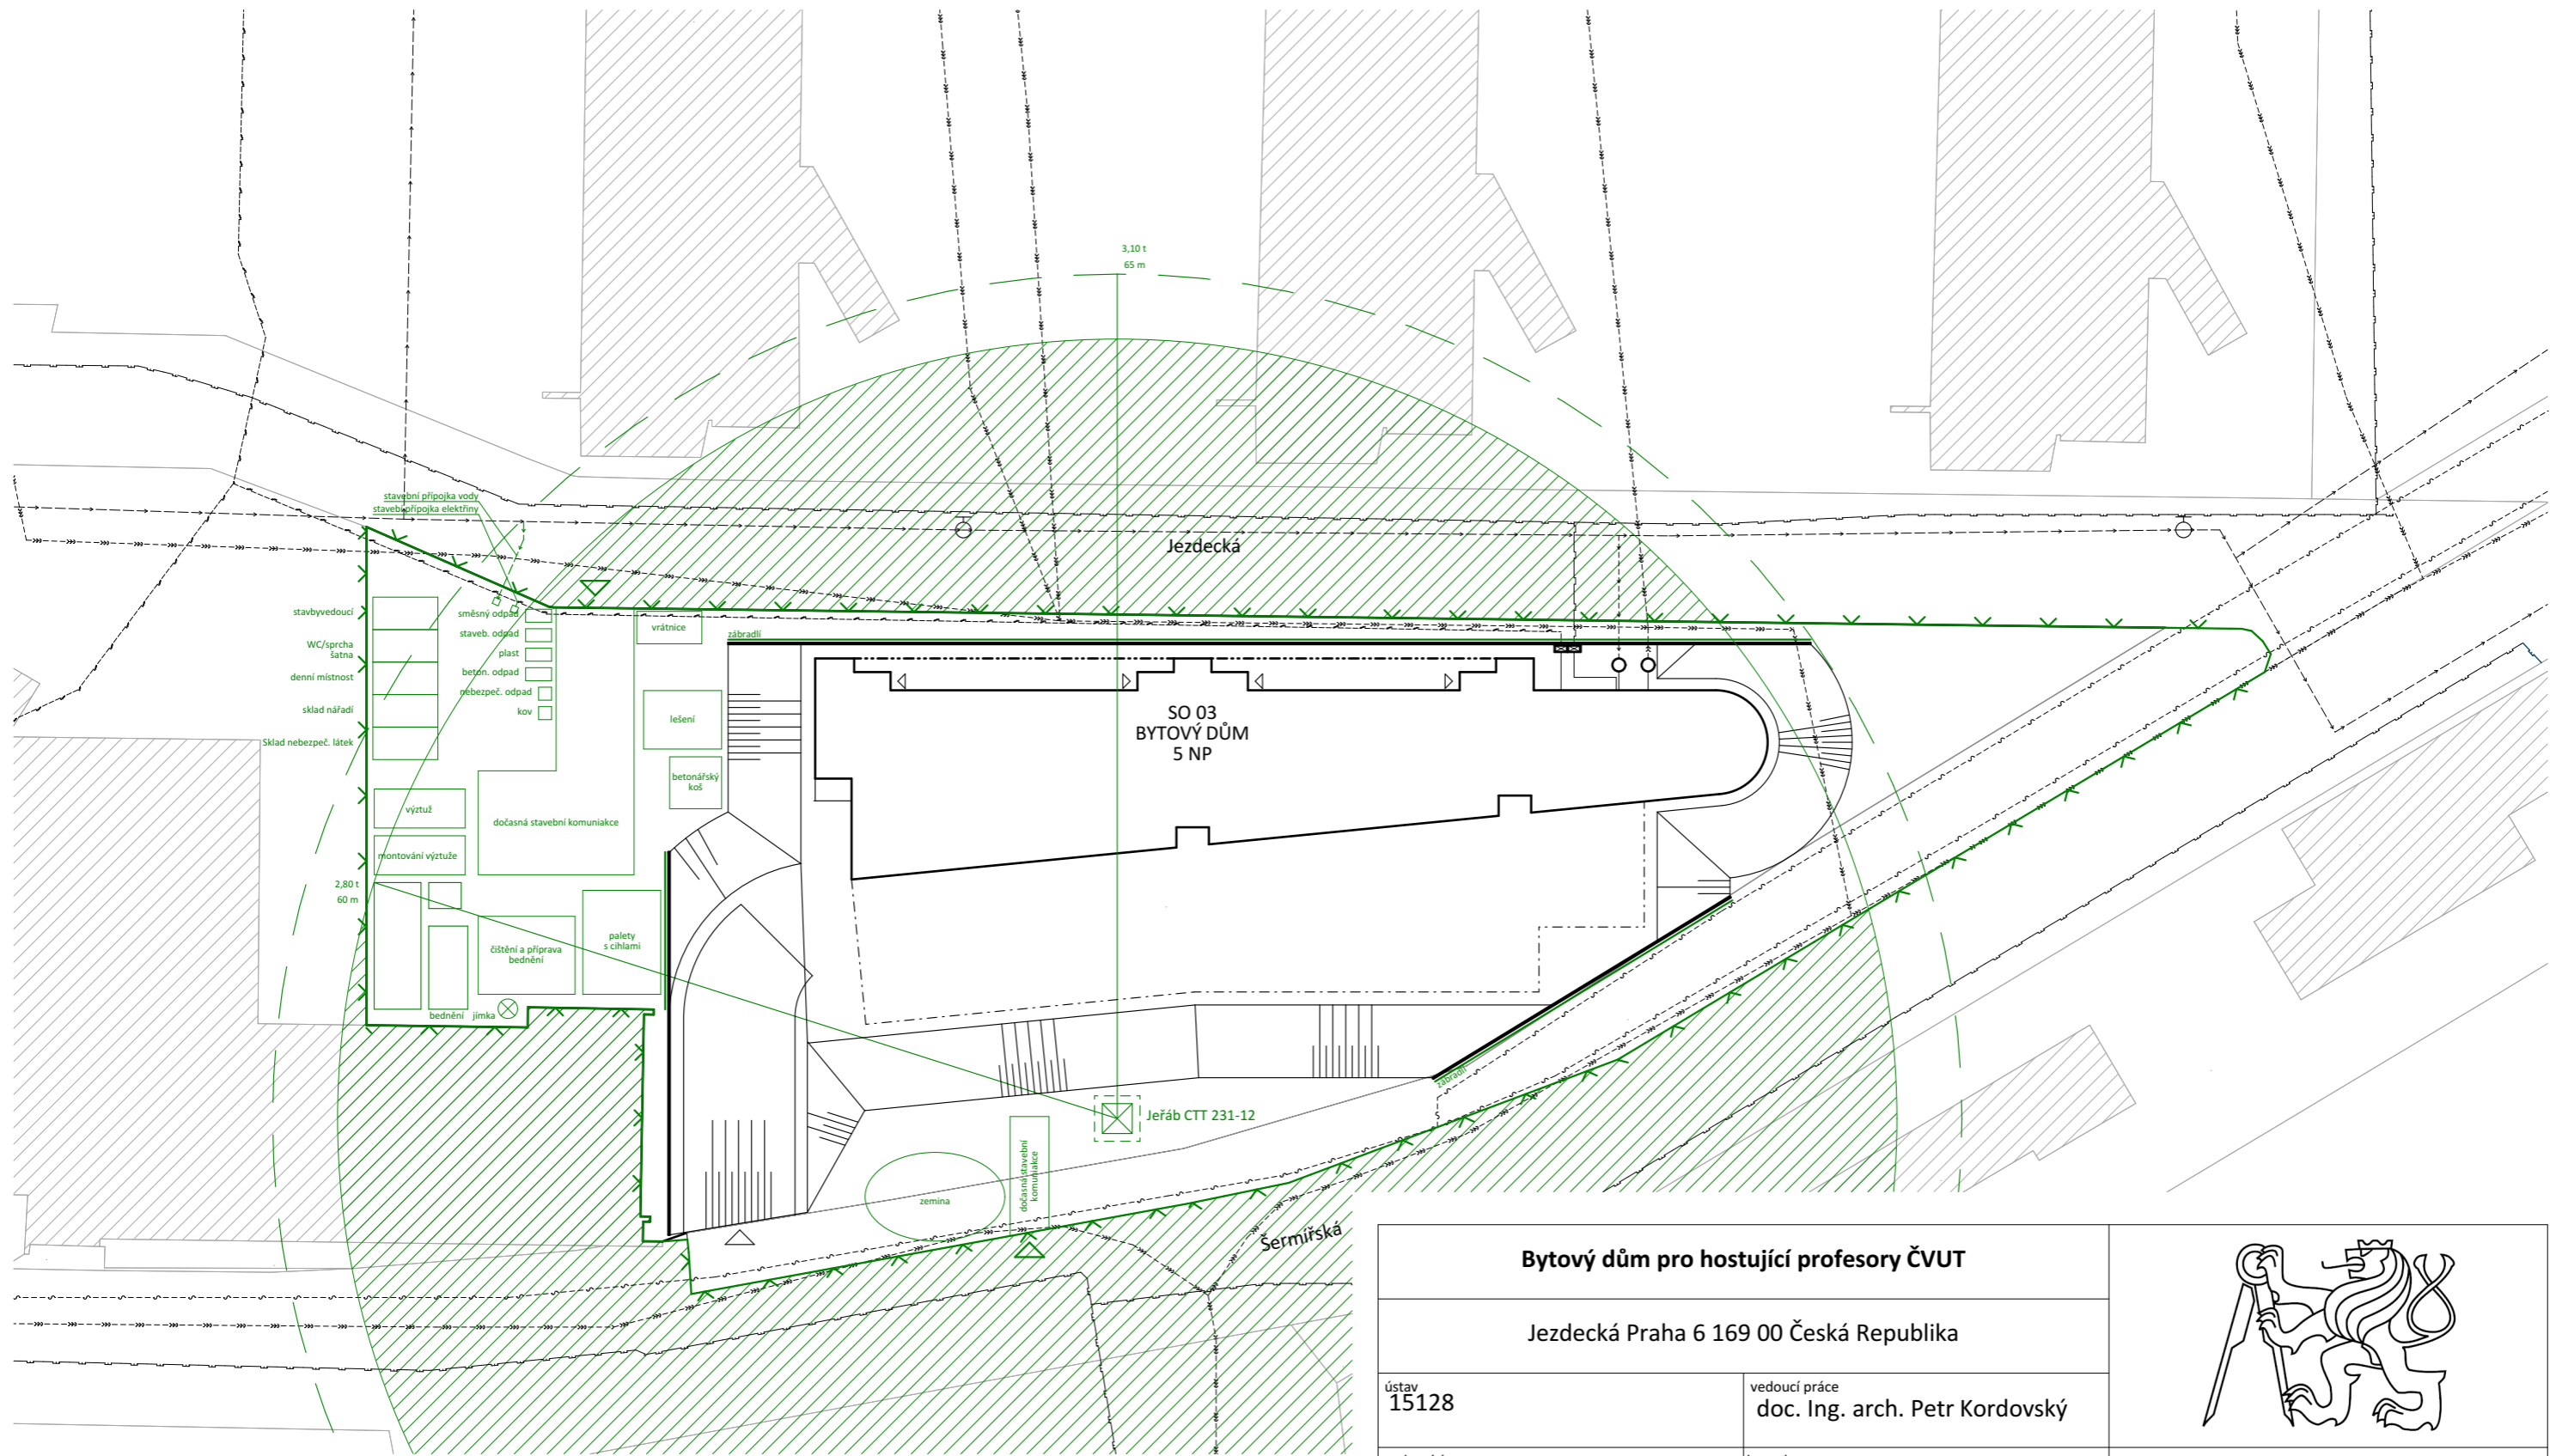 3,10 t
65 m
stavební přípojka vody
stavebí přípojka elektřiny
Jezdecká
stavbyvedoucí
WC/sprcha
šatna
denní místnost
sklad nářadí
Sklad nebezpeč. látek
směsný odpad
staveb. odpad
plast
beton. odpad
nebezpeč. odpad
kov
vrátnice
zábradlí
lešení
betonářský
koš
SO 03
BYTOVÝ DŮM
5 NP
výztuž
montování výztuže
dočasná stavební komuniakce
2,80 t
60 m
čištění a příprava
bednění
palety
s cihlami
bednění
jímka
zábradlí
Jeřáb CTT 231-12
dočasná stavební
komuniakce
zemina
Šermířská
Bytový dům pro hostující profesory ČVUT
Jezdecká Praha 6 169 00 Česká Republika
ústav
15128
vedoucí práce
doc. Ing. arch. Petr Kordovský